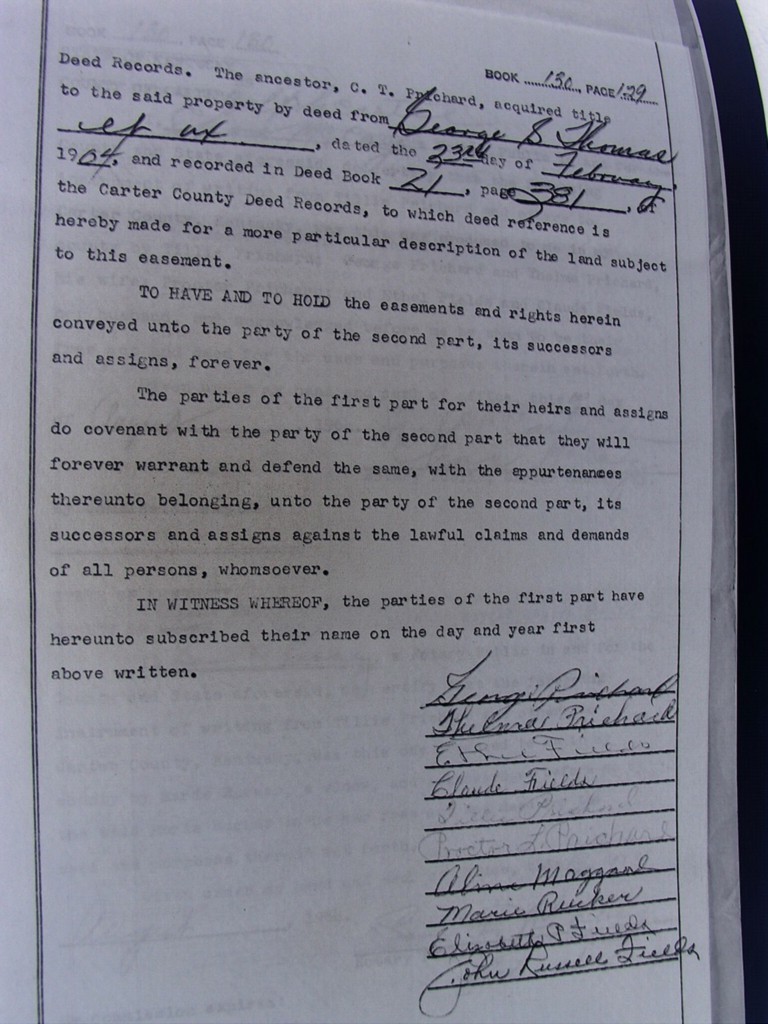 BOOK 130 PAGE 129
Deed Records. The ancestor, C. T. Prichard, acquired title
to the said property by deed from George S Thomas
et ux, dated the 23rd day of February,
1904, and recorded in Deed Book 21, page 381, of
the Carter County Deed Records, to which deed reference is
hereby made for a more particular description of the land subject
to this easement.
TO HAVE AND TO HOLD the easements and rights herein
conveyed unto the party of the second part, its successors
and assigns, forever.
The parties of the first part for their heirs and assigns
do covenant with the party of the second part that they will
forever warrant and defend the same, with the appurtenances
thereunto belonging, unto the party of the second part, its
successors and assigns against the lawful claims and demands
of all persons, whomsoever.
IN WITNESS WHEREOF, the parties of the first part have
hereunto subscribed their name on the day and year first
above written.
George Prichard
Thelma Prichard
Ethel Fields
Claude Fields
Prichard
Proctor L Prichard
Aline Maggard
Marie Rucker
Elizabeth P Fields
John Russell Fields